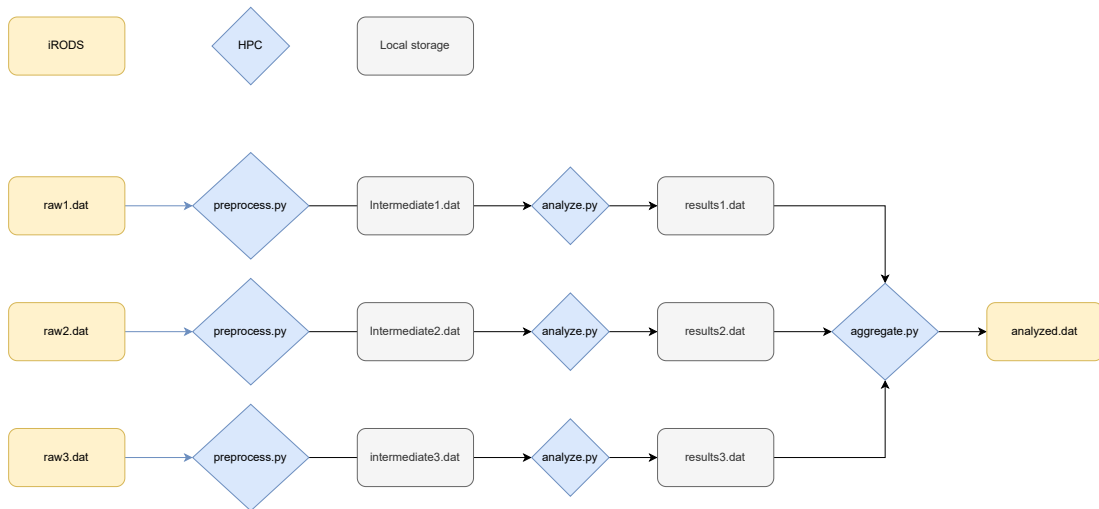 iRODS
HPC
Local storage
raw1.dat
preprocess.py
Intermediate1.dat
analyze.py
results1.dat
raw2.dat
preprocess.py
Intermediate2.dat
analyze.py
results2.dat
aggregate.py
analyzed.dat
raw3.dat
preprocess.py
intermediate3.dat
analyze.py
results3.dat